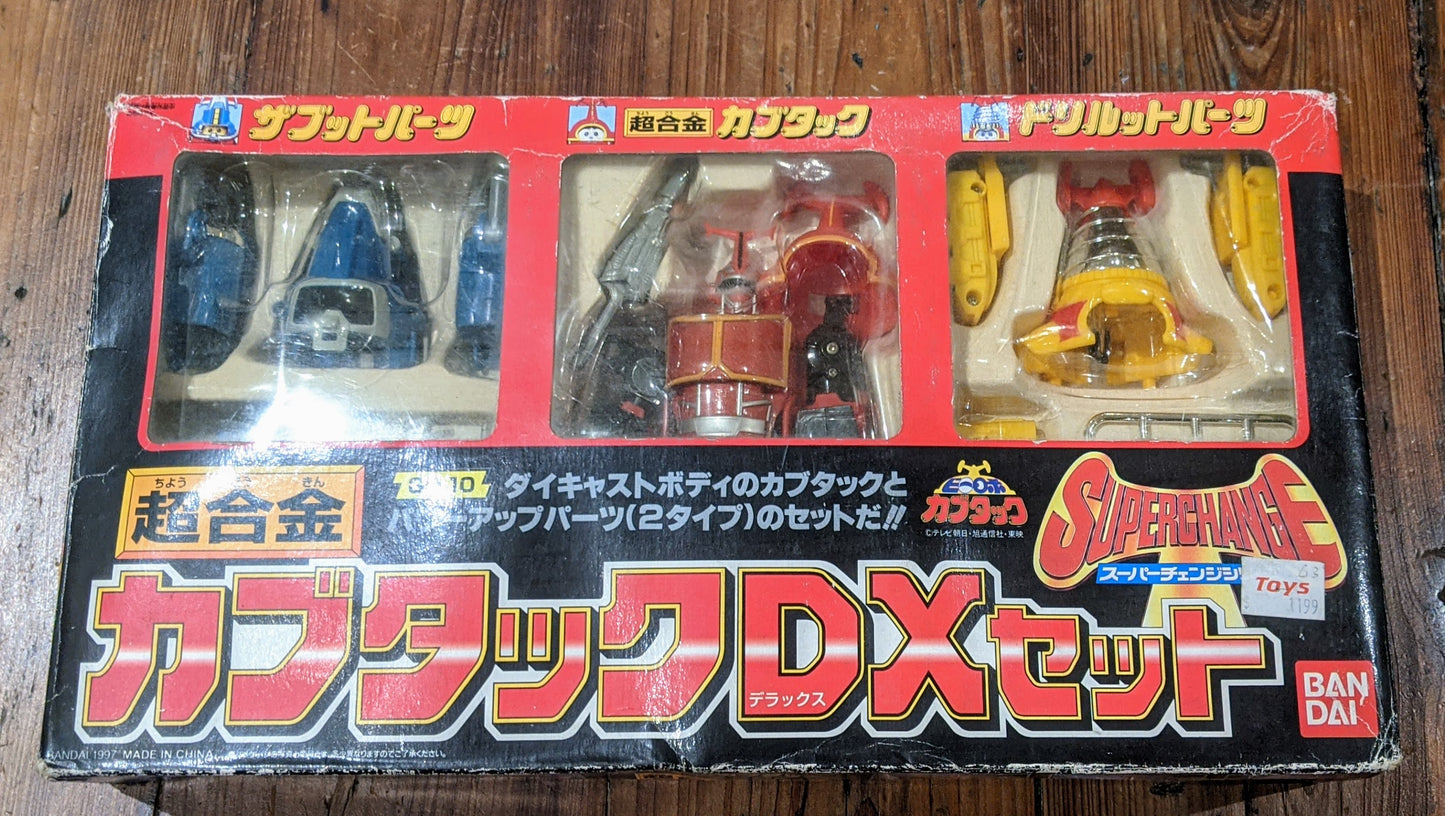 ザブットパーツ
超合金 カブタック
ドリルットパーツ
ちょう ごう きん
超合金
ダイキャストボディのカブタックと
アップパーツ(2タイプ)のセットだ!!
ビーロボ
カブタック
©テレビ朝日・旭通信社・東映
SUPERCHANGE
スーパーチェンジシ
Toys
1199
カブタックDXセット
デラックス
BAN
DAI
BANDAI 1997 MADE IN CHINA